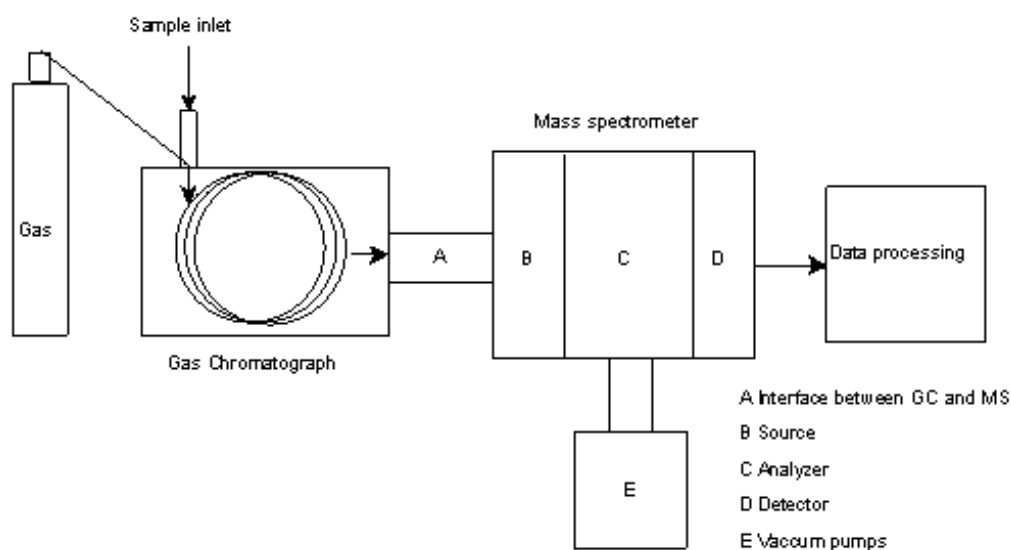 Sample inlet
Mass spectrometer
Gas
A
B
C
D
Data processing
Gas Chromatograph
E
A Interface between GC and MS
B Source
C Analyzer
D Detector
E Vaccum pumps